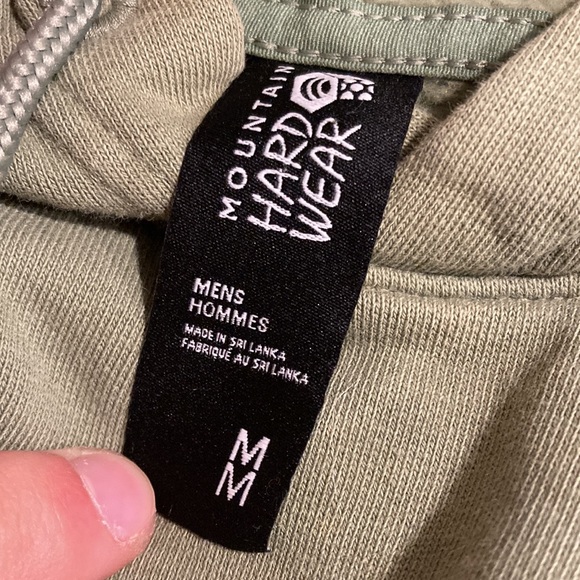 MOUNTAIN
HARD
WEAR
MENS
HOMMES
MADE IN SRI LANKA
FABRIQUÉ AU SRI LANKA
M
M